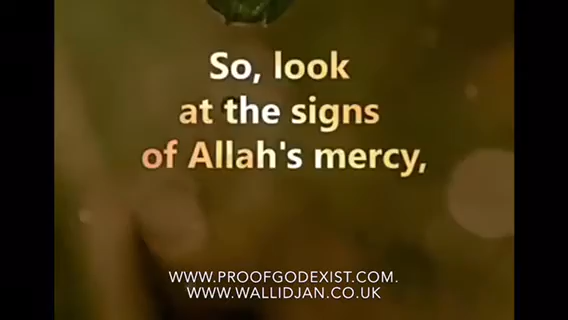 So, look
at the signs
of Allah's mercy,
WWW.PROOFGODEXIST.COM.
WWW.WALLIDJAN.CO.UK